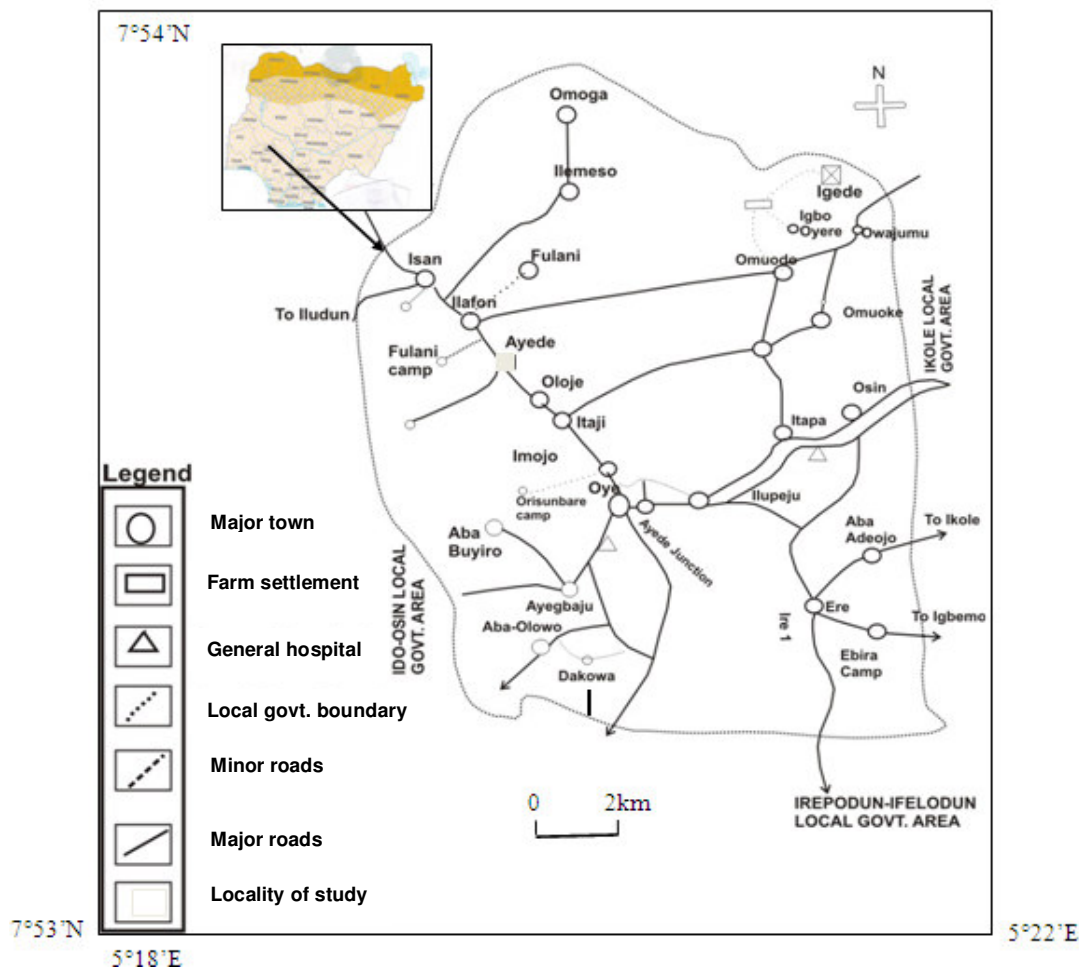 7°54’N
N
Omoga
Ilemeso
Igede
Igbo
Oyere
Owajumu
Isan
Fulani
Omuodo
Ilafon
To Iludun
Omuoke
IKOLE LOCAL
GOVT. AREA
Fulani
camp
Ayede
Oloje
Osin
Itaji
Itapa
Imojo
Oye
Orisunbare
camp
Ilupeju
Ayede Junction
Aba
Buyiro
Aba
Adeojo
To Ikole
IDO-OSIN LOCAL
GOVT. AREA
Ayegbaju
Ere
Ire 1
To Igbemo
Aba-Olowo
Ebira
Camp
Dakowa
0 2km
IREPODUN-IFELODUN
LOCAL GOVT. AREA
Legend
Major town
Farm settlement
General hospital
Local govt. boundary
Minor roads
Major roads
Locality of study
7°53’N
5°18’E
5°22’E